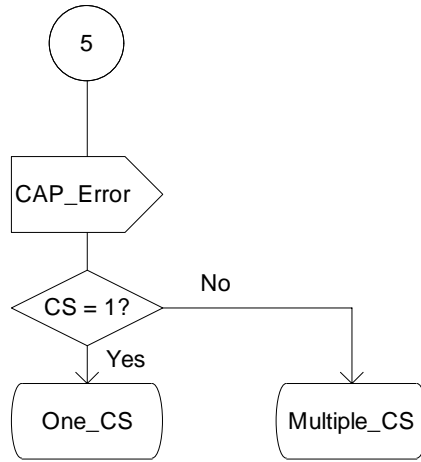 5
CAP_Error
No
CS = 1?
Yes
One_CS
Multiple_CS